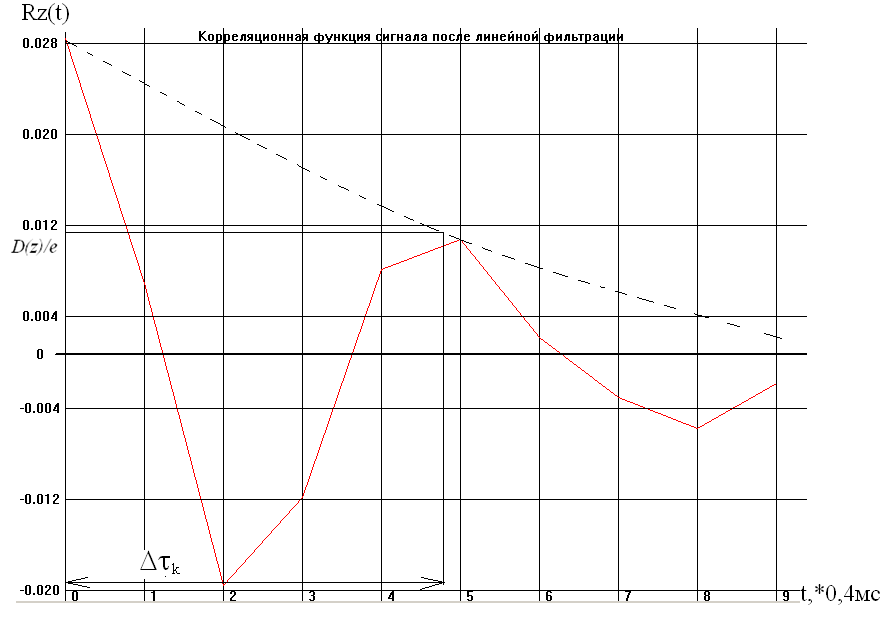 Rz(t)
Корреляционная функция сигнала после линейной фильтрации
0.028
0.020
0.012
D(z)/e
0.004
0
-0.004
-0.012
Δτk
-0.020
0 1 2 3 4 5 6 7 8 9 t,*0,4мс